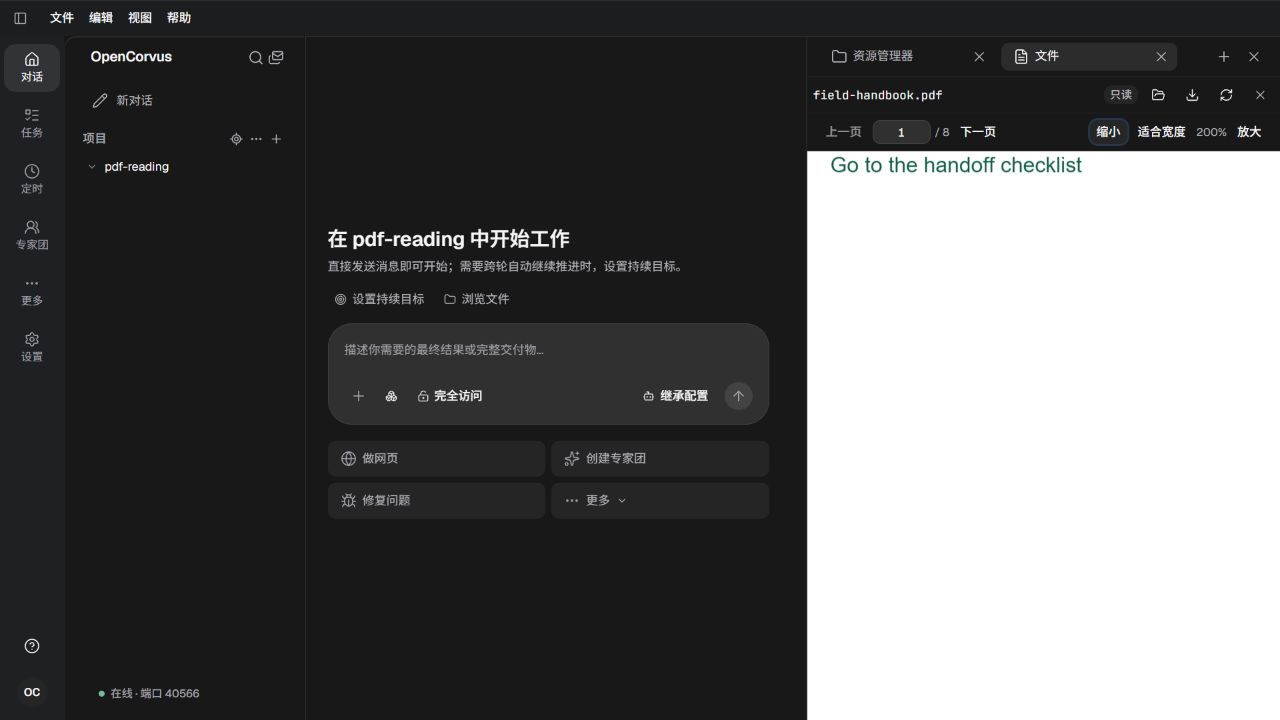 文件 编辑 视图 帮助
对话
任务
定时
专家团
更多
设置
OC
OpenCorvus
新对话
项目
pdf-reading
在线 · 端口 40566
在 pdf-reading 中开始工作
直接发送消息即可开始；需要跨轮自动继续推进时，设置持续目标。
设置持续目标 浏览文件
描述你需要的最终结果或完整交付物...
完全访问 继承配置
做网页 创建专家团
修复问题 更多
资源管理器 文件
field-handbook.pdf 只读
上一页 1 / 8 下一页 缩小 适合宽度 200% 放大
Go to the handoff checklist